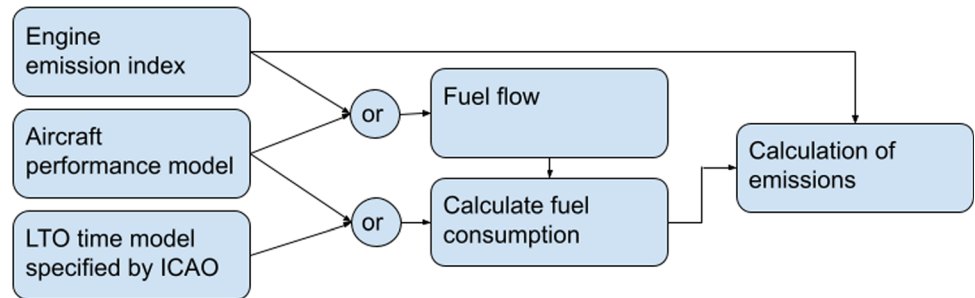 Engine
emission index
Aircraft
performance model
LTO time model
specified by ICAO
or
or
Fuel flow
Calculate fuel
consumption
Calculation of
emissions